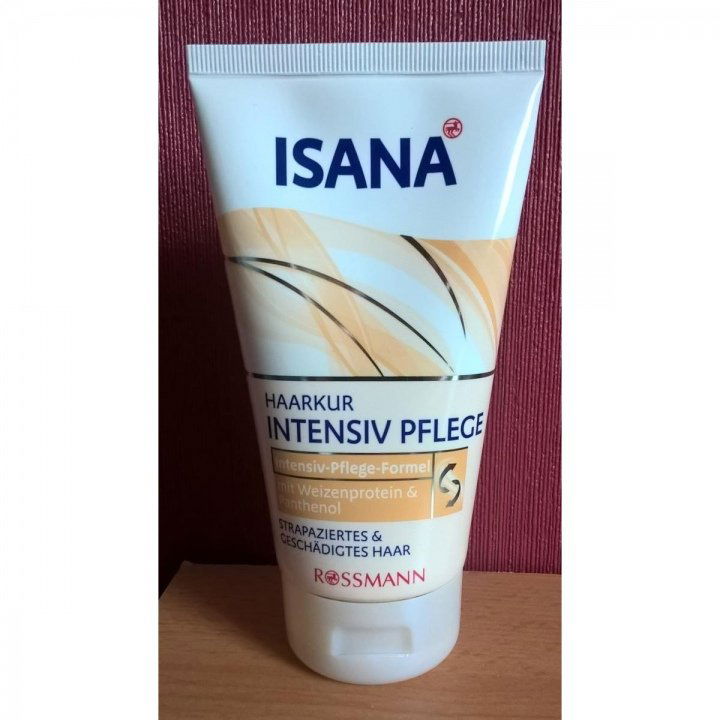 ISANA
HAARKUR
INTENSIV PFLEGE
Intensiv-Pflege-Formel
mit Weizenprotein &
Panthenol
STRAPAZIERTES &
GESCHÄDIGTES HAAR
ROSSMANN